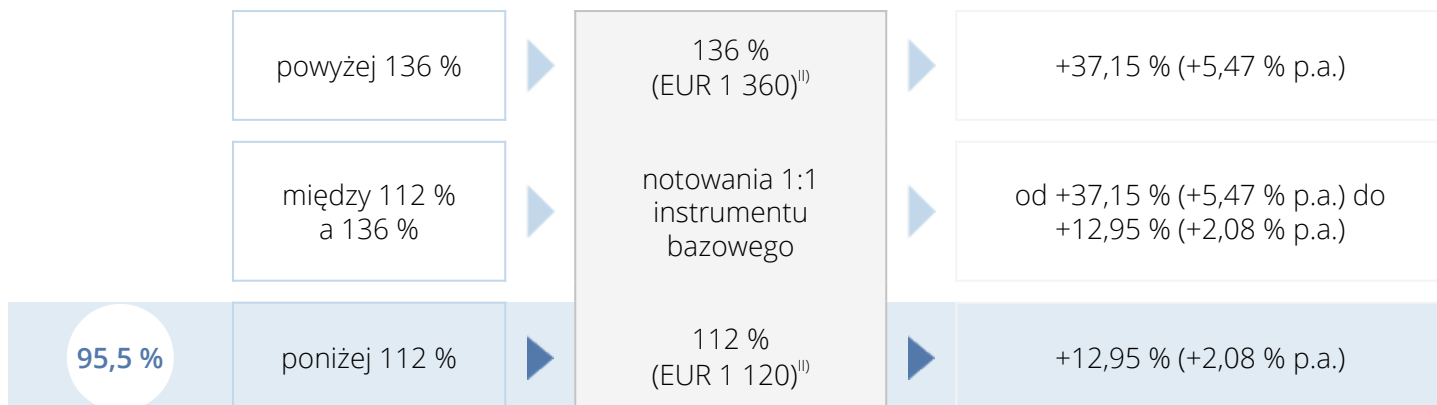 powyżej 136 %
136 %
(EUR 1 360)II)
+37,15 % (+5,47 % p.a.)
między 112 %
a 136 %
notowania 1:1
instrumentu
bazowego
od +37,15 % (+5,47 % p.a.) do
+12,95 % (+2,08 % p.a.)
95,5 %
poniżej 112 %
112 %
(EUR 1 120)II)
+12,95 % (+2,08 % p.a.)